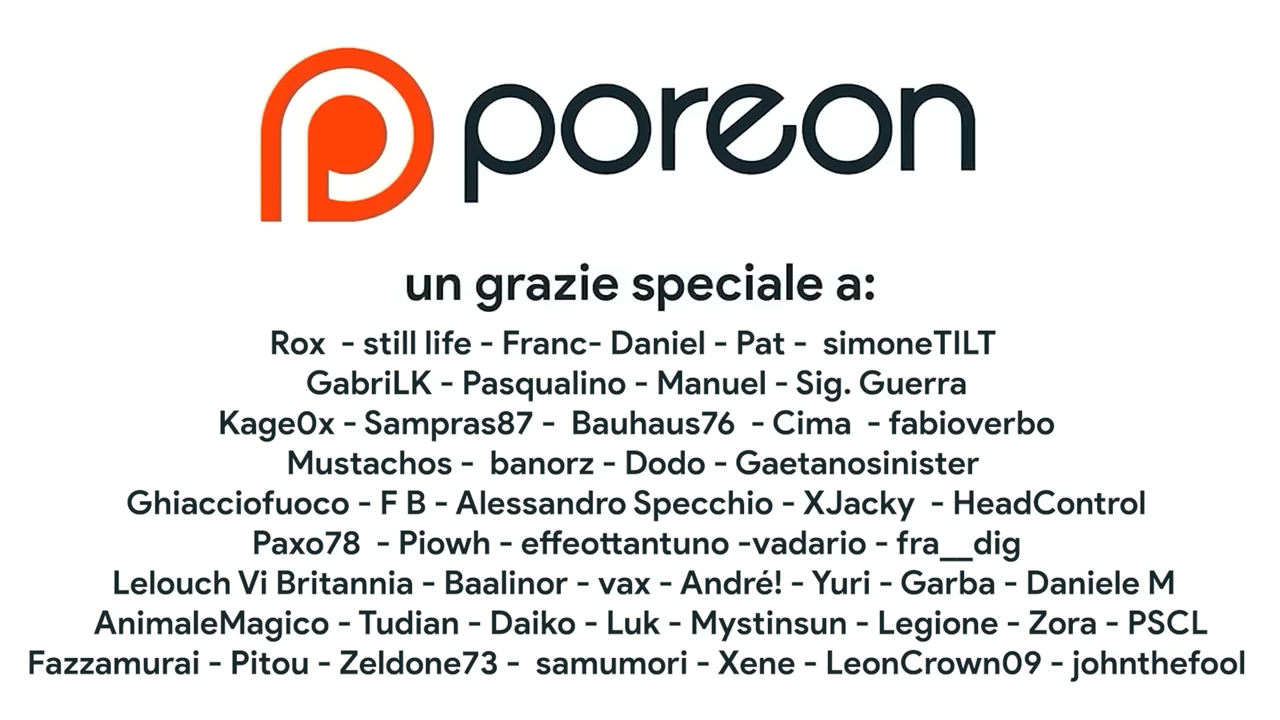 poreon
un grazie speciale a:
Rox - still life - Franc- Daniel - Pat - simoneTILT
GabriLK - Pasqualino - Manuel - Sig. Guerra
Kage0x - Sampras87 - Bauhaus76 - Cima - fabioverbo
Mustachos - banorz - Dodo - Gaetanosinister
Ghiacciofuoco - F B - Alessandro Specchio - XJacky - HeadControl
Paxo78 - Piowh - effeottantuno -vadario - fra__dig
Lelouch Vi Britannia - Baalinor - vax - André! - Yuri - Garba - Daniele M
AnimaleMagico - Tudian - Daiko - Luk - Mystinsun - Legione - Zora - PSCL
Fazzamurai - Pitou - Zeldone73 - samumori - Xene - LeonCrown09 - johnthefool